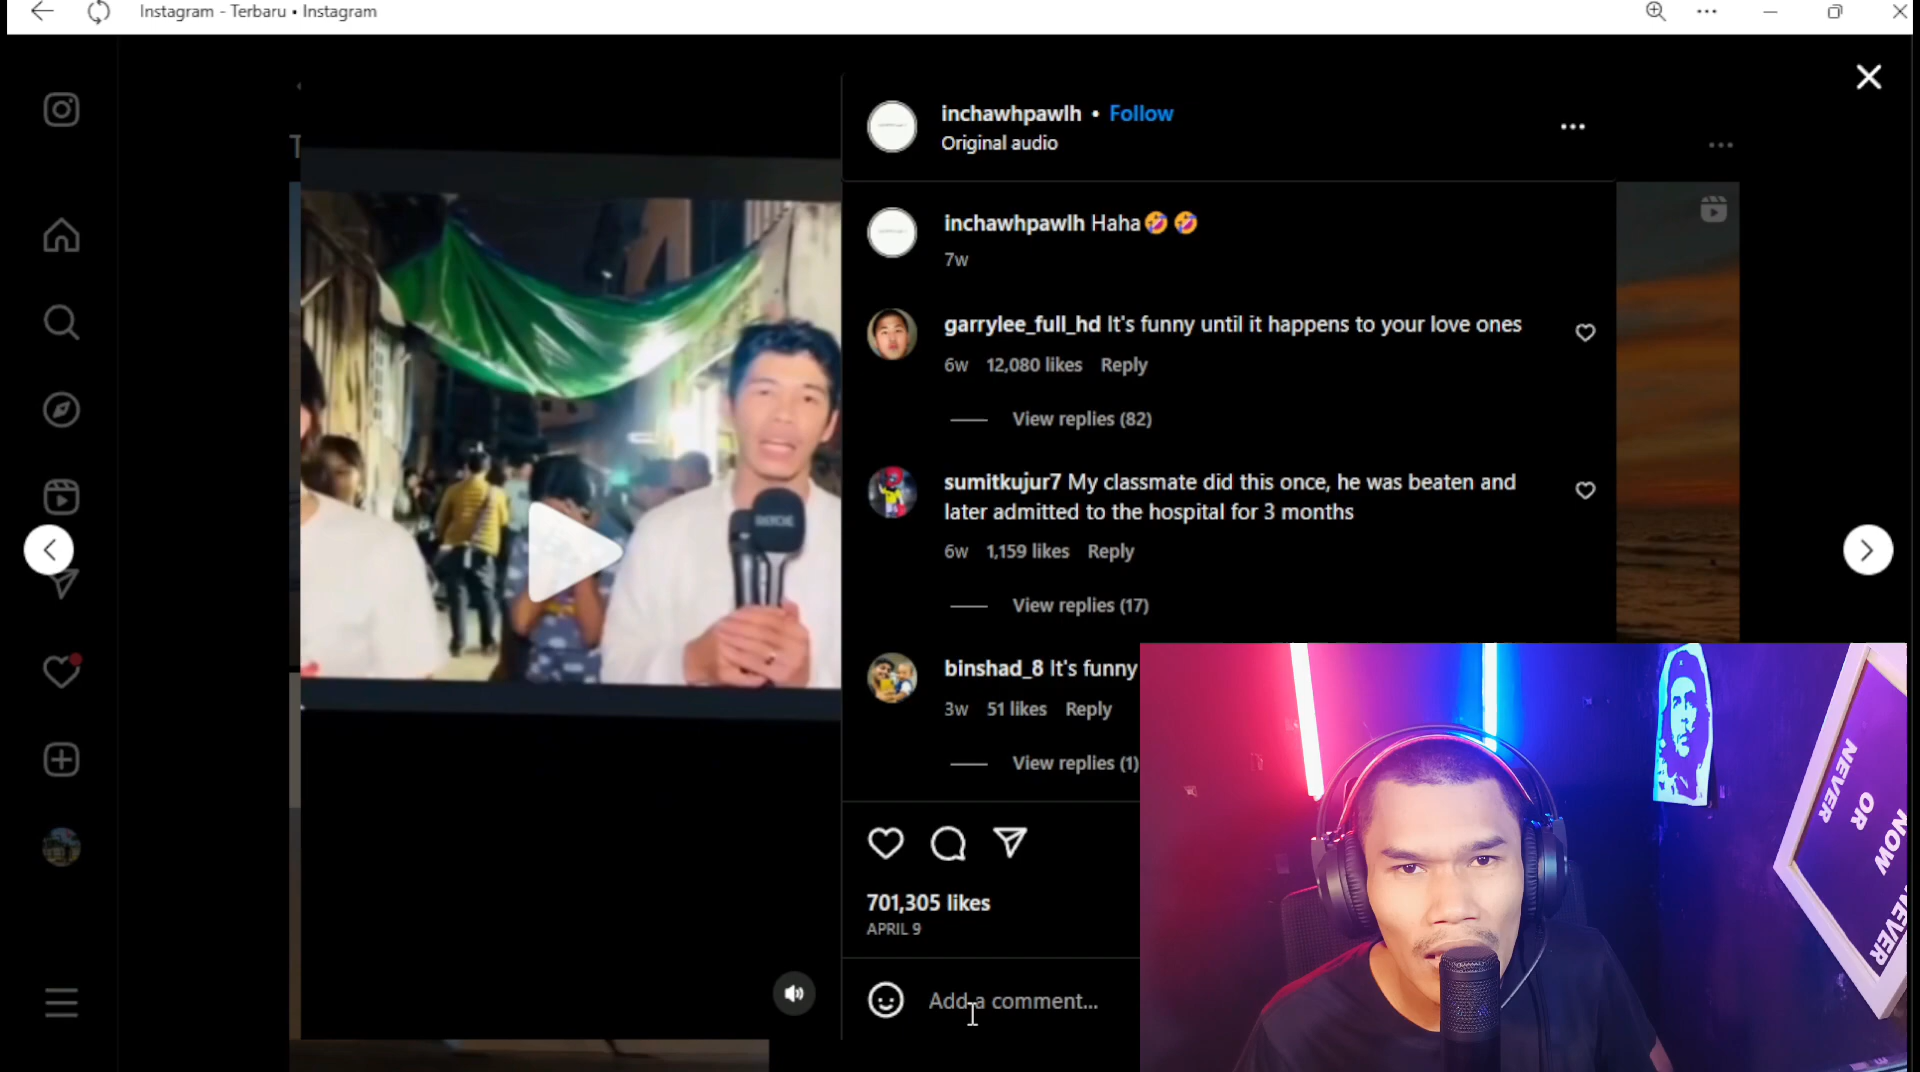 Instagram - Terbaru • Instagram
inchawhpawlh • Follow
Original audio
inchawhpawlh Haha🤣🤣
7w
garrylee_full_hd It's funny until it happens to your love ones
6w 12,080 likes Reply
View replies (82)
sumitkujur7 My classmate did this once, he was beaten and
later admitted to the hospital for 3 months
6w 1,159 likes Reply
View replies (17)
binshad_8 It's funny
3w 51 likes Reply
View replies (1)
701,305 likes
APRIL 9
Add a comment...
NEVER
OR
NOW
NEVER